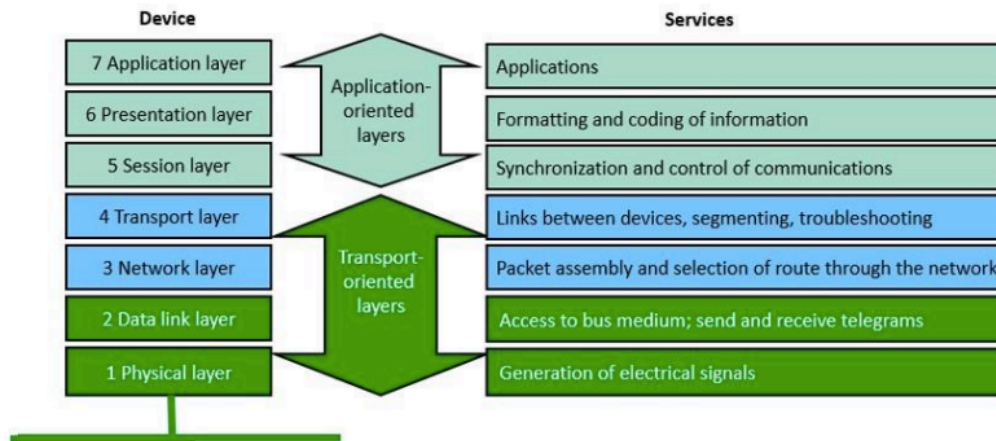 Device
Services
7 Application layer
Applications
6 Presentation layer
Formatting and coding of information
5 Session layer
Synchronization and control of communications
Application-
oriented
layers
4 Transport layer
Links between devices, segmenting, troubleshooting
3 Network layer
Packet assembly and selection of route through the network
2 Data link layer
Access to bus medium; send and receive telegrams
1 Physical layer
Generation of electrical signals
Transport-
oriented
layers